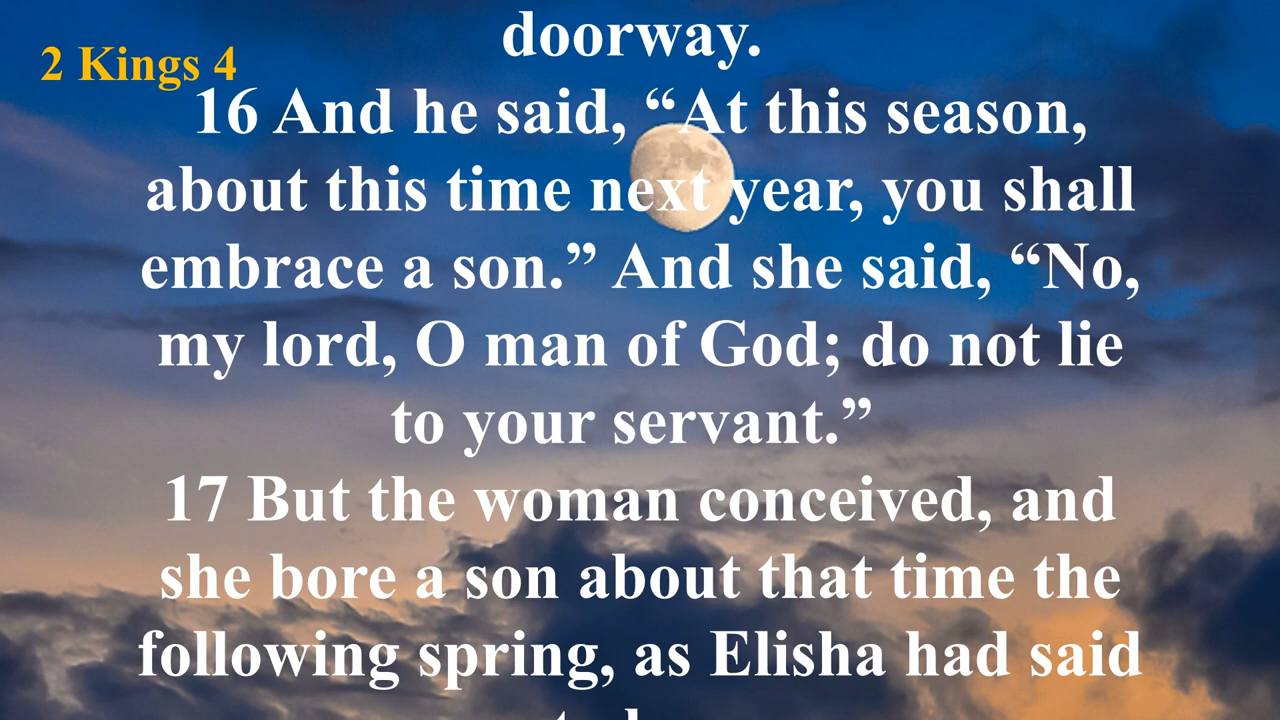 doorway.
2 Kings 4
16 And he said, “At this season,
about this time next year, you shall
embrace a son.” And she said, “No,
my lord, O man of God; do not lie
to your servant.”
17 But the woman conceived, and
she bore a son about that time the
following spring, as Elisha had said